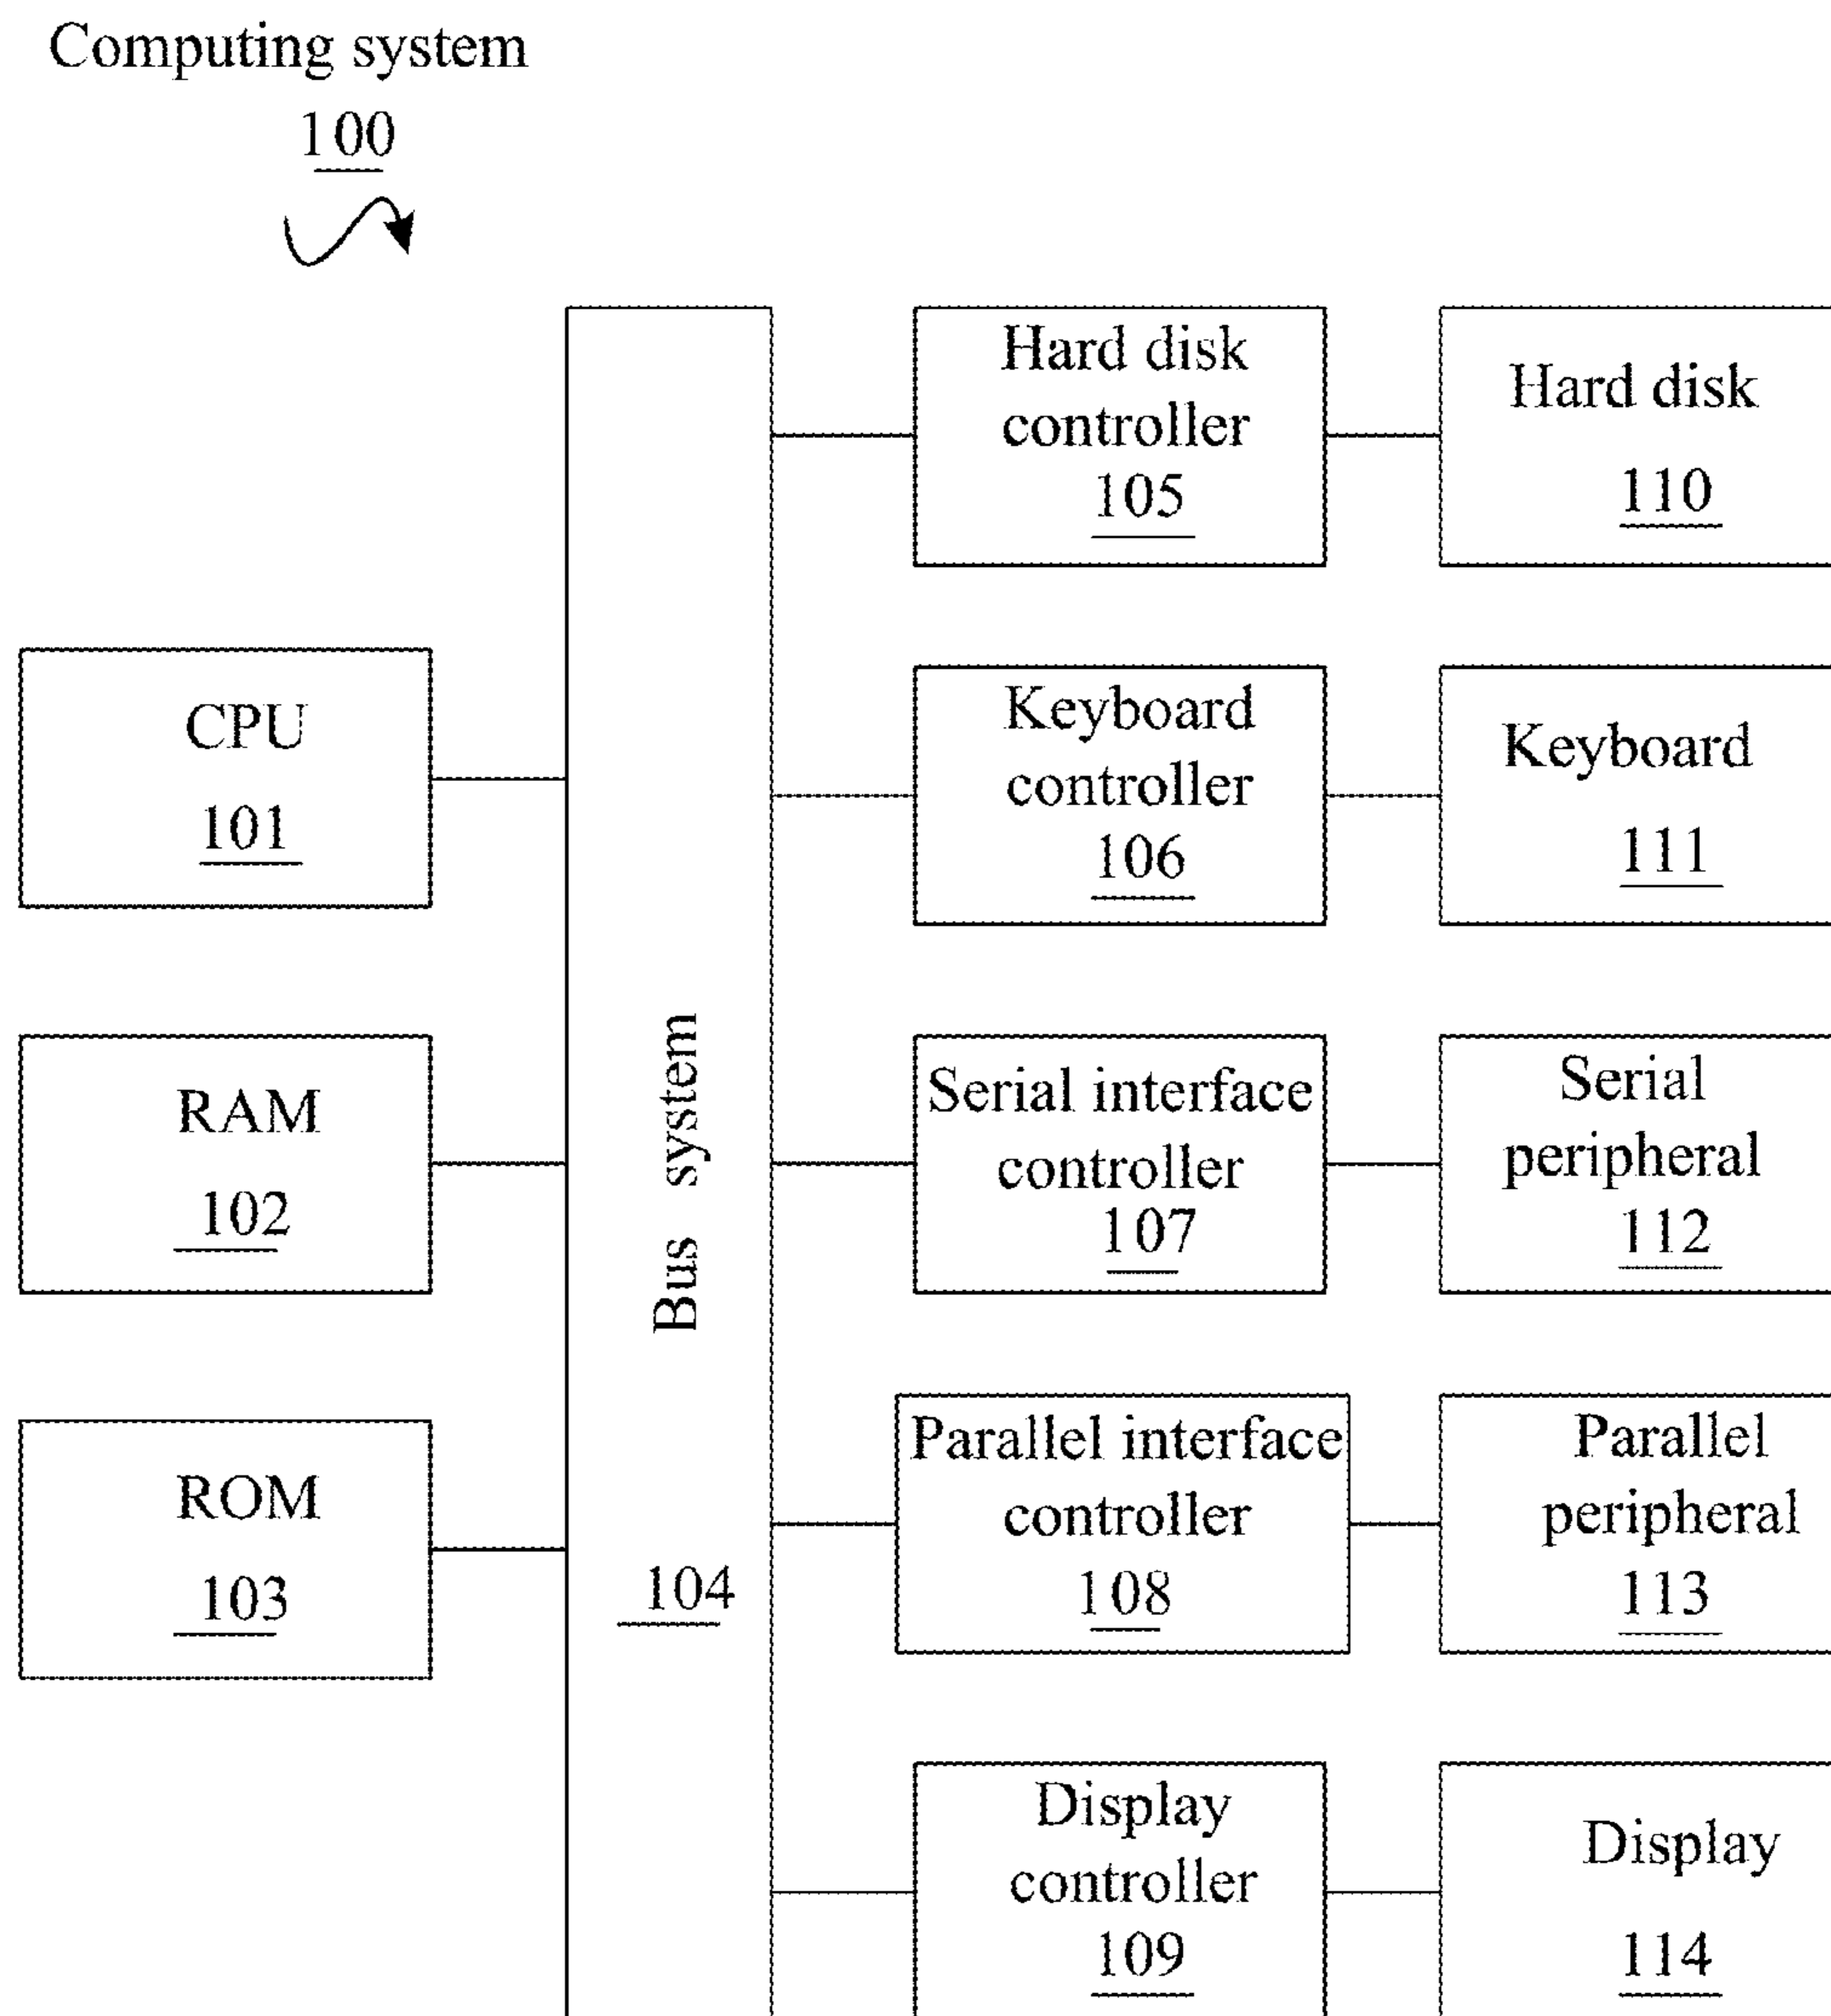 Computing system
100
Hard disk
controller
105
Hard disk
110
CPU
101
Keyboard
controller
106
Keyboard
111
RAM
102
Bus system
104
Serial interface
controller
107
Serial
peripheral
112
ROM
103
Parallel interface
controller
108
Parallel
peripheral
113
Display
controller
109
Display
114